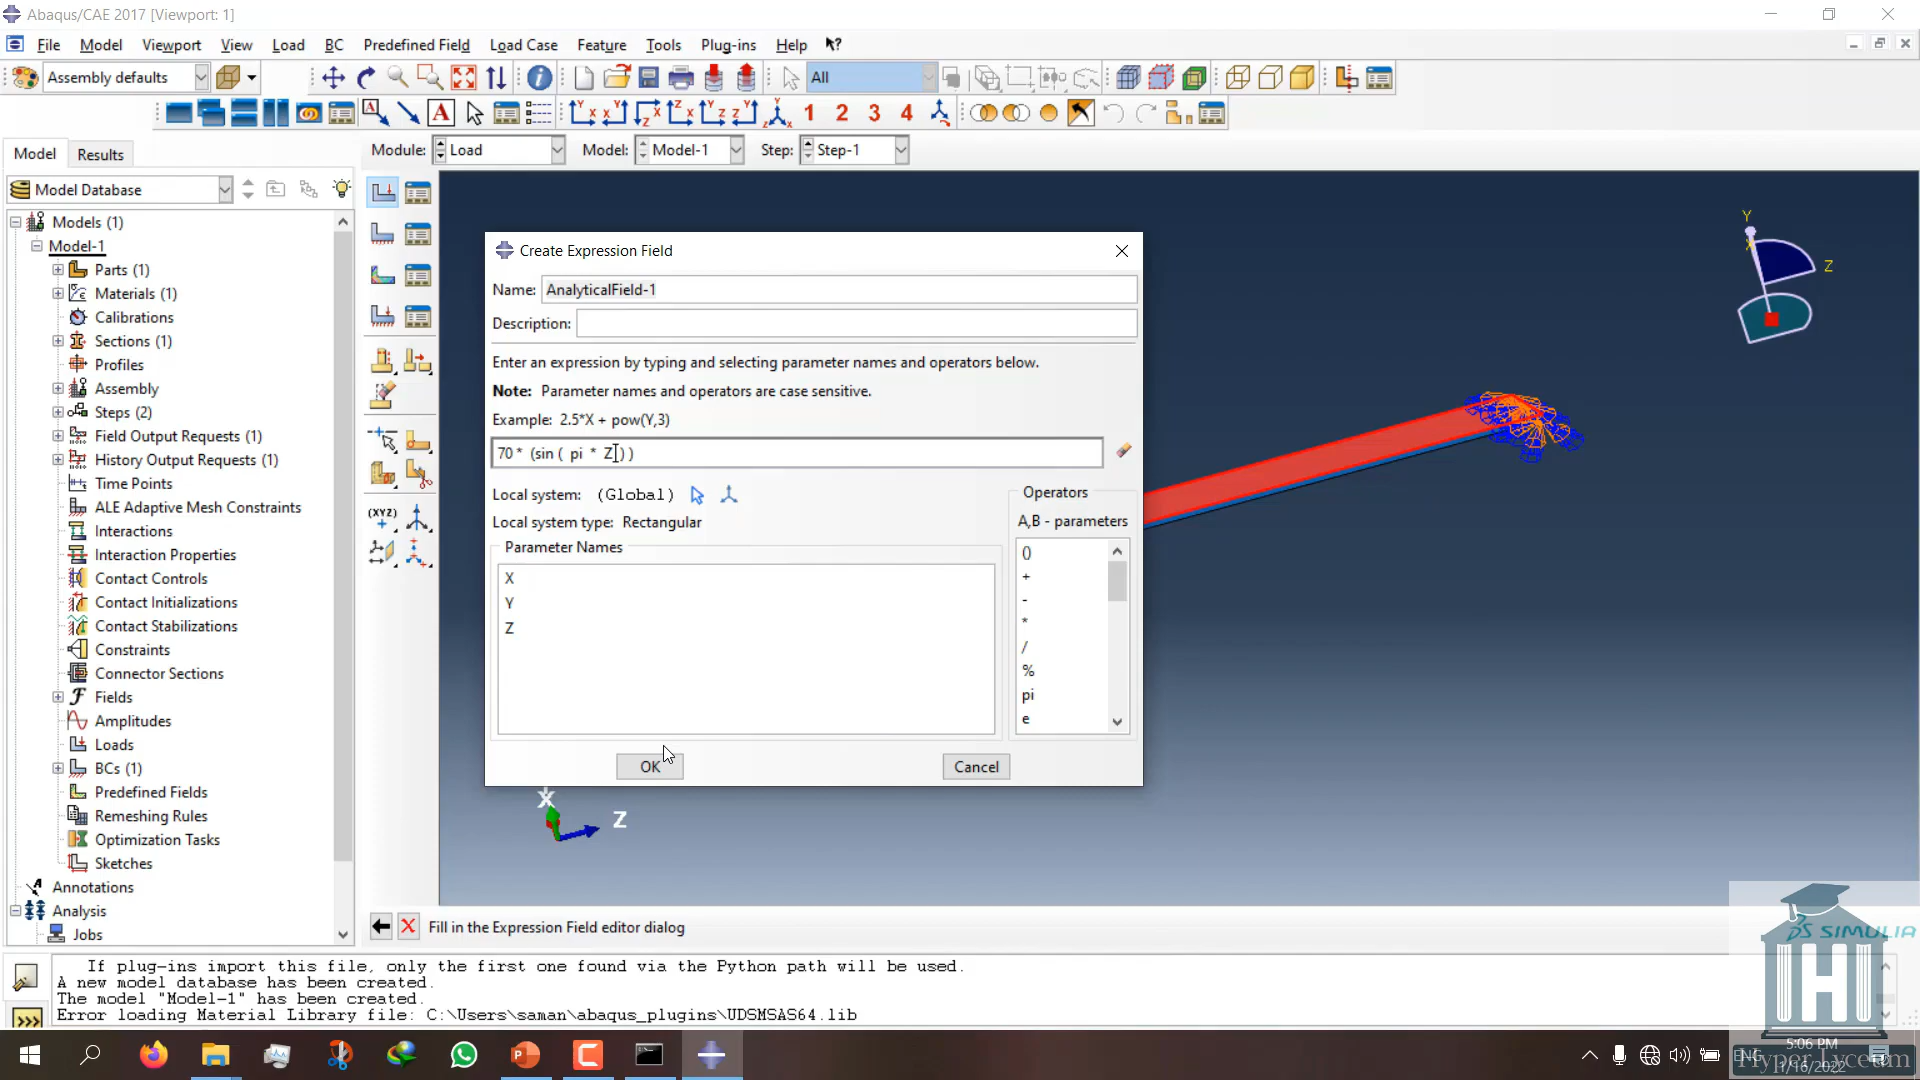 Abaqus/CAE 2017 [Viewport: 1]
File Model Viewport View Load BC Predefined Field Load Case Feature Tools Plug-ins Help
Assembly defaults
All
1 2 3 4
Model Results
Module: Load Model: Model-1 Step: Step-1
Model Database
Models (1)
Model-1
Parts (1)
Materials (1)
Calibrations
Sections (1)
Profiles
Assembly
Steps (2)
Field Output Requests (1)
History Output Requests (1)
Time Points
ALE Adaptive Mesh Constraints
Interactions
Interaction Properties
Contact Controls
Contact Initializations
Contact Stabilizations
Constraints
Connector Sections
Fields
Amplitudes
Loads
BCs (1)
Predefined Fields
Remeshing Rules
Optimization Tasks
Sketches
Annotations
Analysis
Jobs
(XYZ)
Create Expression Field
Name: AnalyticalField-1
Description:
Enter an expression by typing and selecting parameter names and operators below.
Note: Parameter names and operators are case sensitive.
Example: 2.5*X + pow(Y,3)
70 * (sin ( pi * Z ) )
Local system: (Global)
Local system type: Rectangular
Parameter Names
X
Y
Z
Operators
A,B - parameters
()
+
-
*
/
%
pi
e
OK Cancel
Y
Z
X
Z
Fill in the Expression Field editor dialog
If plug-ins import this file, only the first one found via the Python path will be used.
A new model database has been created.
The model "Model-1" has been created.
Error loading Material Library file: C:\Users\saman\abaqus_plugins\UDSMSAS64.lib
SIMULIA
5:06 PM
ENG
1/16/2022
Hyper Lyceum